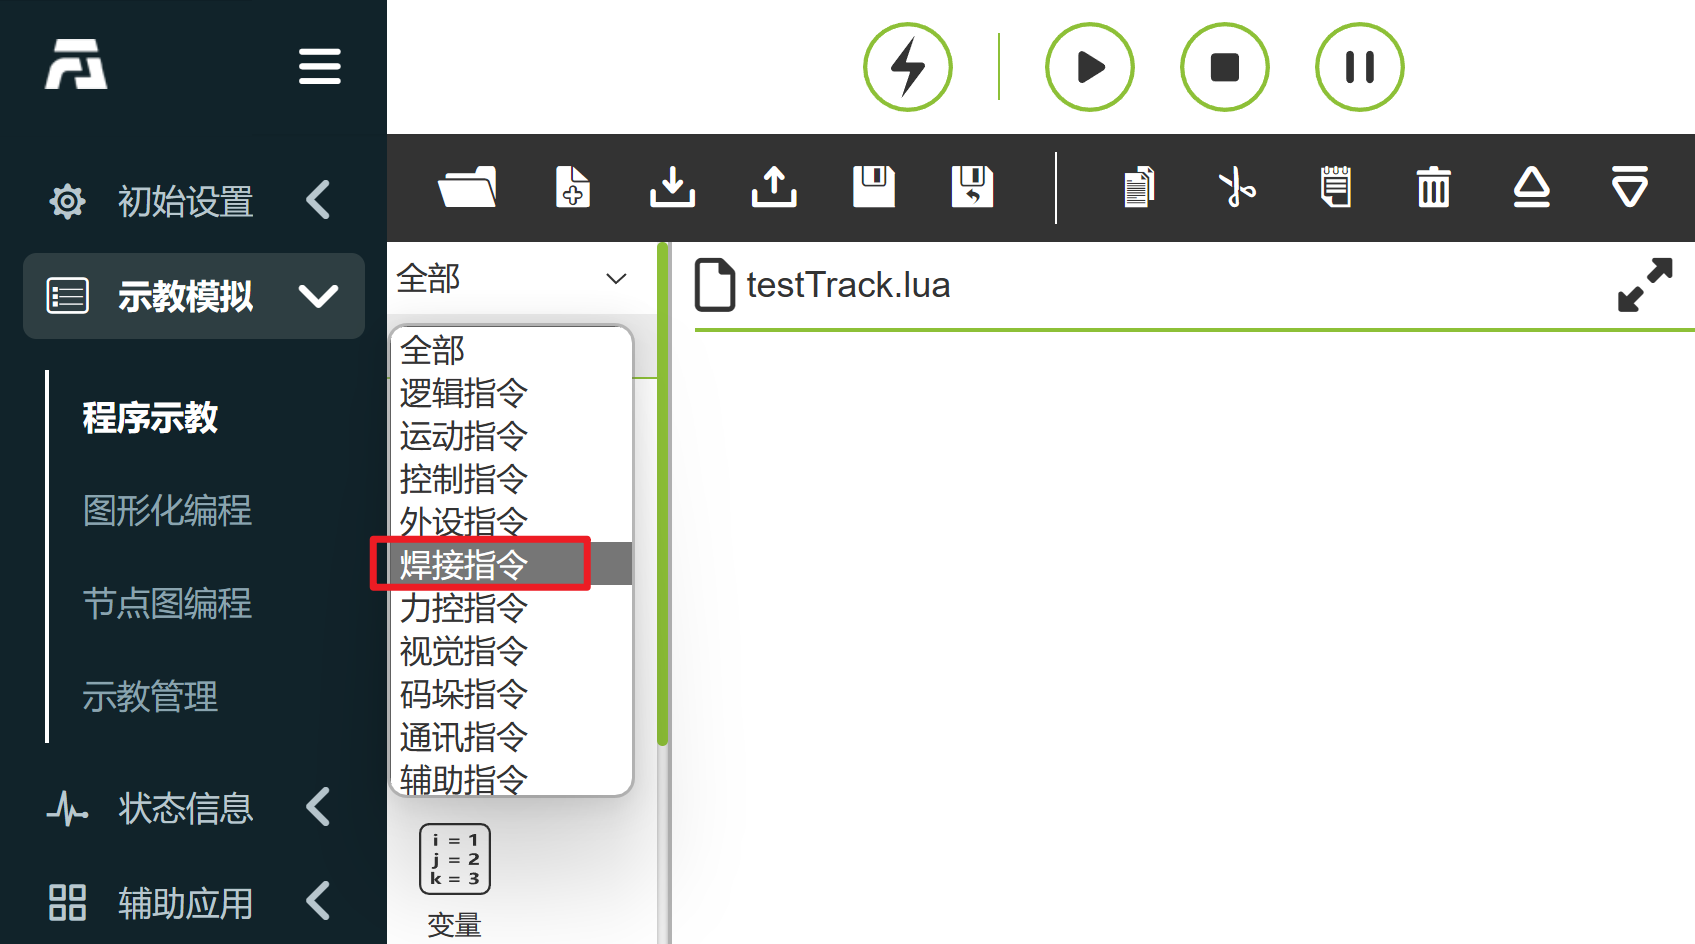 初始设置
示教模拟
程序示教
图形化编程
节点图编程
示教管理
状态信息
辅助应用
全部
全部
逻辑指令
运动指令
控制指令
外设指令
焊接指令
力控指令
视觉指令
码垛指令
通讯指令
辅助指令
i = 1
j = 2
k = 3
变量
testTrack.lua